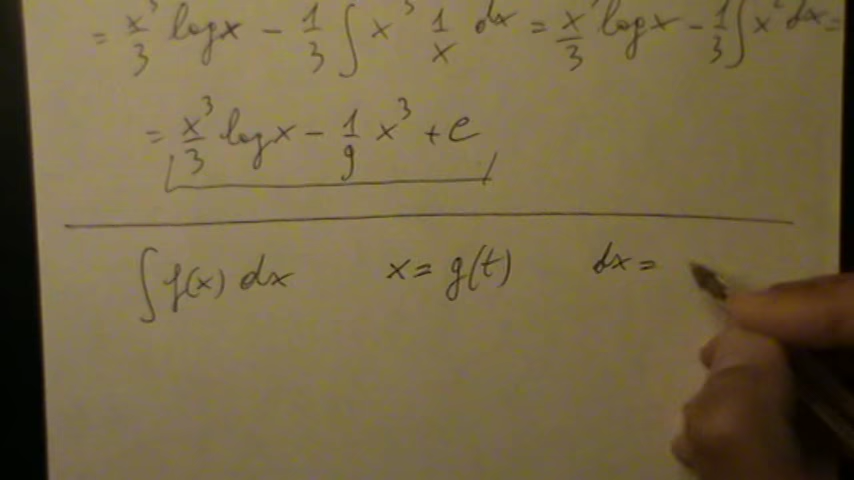 = x³/3 log x - 1/3 ∫ x³ 1/x dx = x³/3 log x - 1/3 ∫ x² dx =
= x³/3 log x - 1/9 x³ + c
∫ f(x) dx x = g(t) dx =